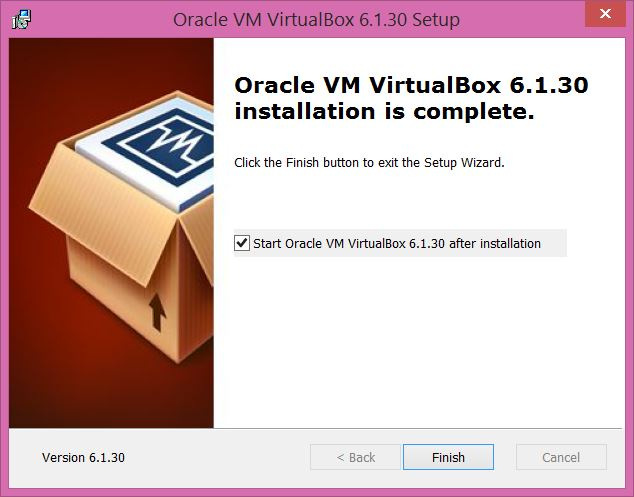 Oracle VM VirtualBox 6.1.30 Setup
Oracle VM VirtualBox 6.1.30
installation is complete.
Click the Finish button to exit the Setup Wizard.
Start Oracle VM VirtualBox 6.1.30 after installation
Version 6.1.30
< Back
Finish
Cancel